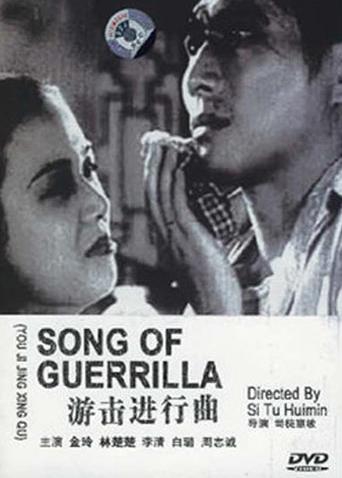 SONG OF
GUERRILLA
(YOU JI JING XING QU)
游击进行曲
Directed By
Si Tu Huimin
导演 司徒慧敏
主演 金玲 林楚楚 李清 白璐 周志诚
DVD